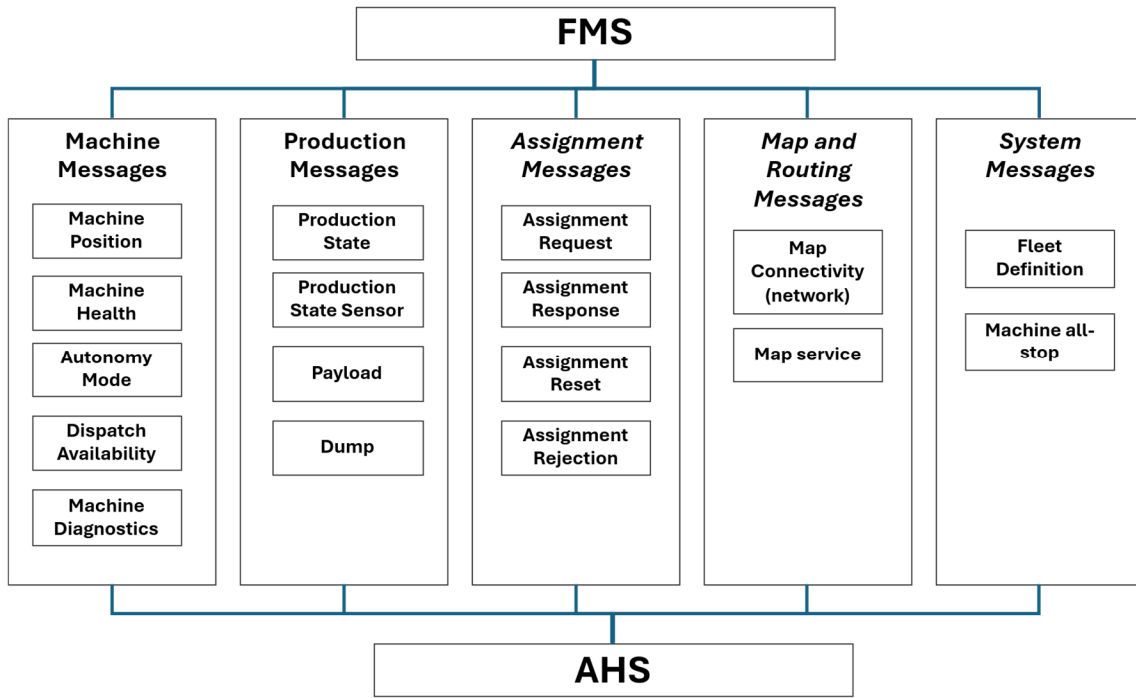 FMS
Machine
Messages
Machine
Position
Machine
Health
Autonomy
Mode
Dispatch
Availability
Machine
Diagnostics
Production
Messages
Production
State
Production
State Sensor
Payload
Dump
Assignment
Messages
Assignment
Request
Assignment
Response
Assignment
Reset
Assignment
Rejection
Map and
Routing
Messages
Map
Connectivity
(network)
Map service
System
Messages
Fleet
Definition
Machine all-
stop
AHS